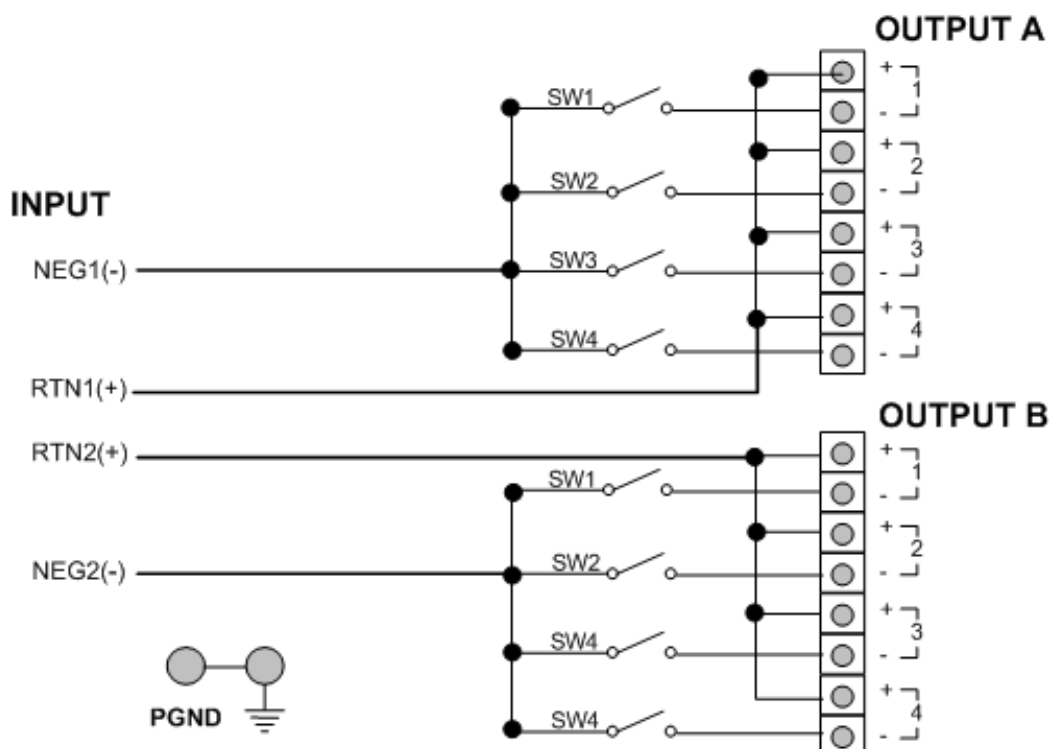 OUTPUT A
+
1
SW1
-
+
2
SW2
-
INPUT
+
3
NEG1(-)
SW3
-
+
4
SW4
-
RTN1(+)
OUTPUT B
RTN2(+)
+
1
SW1
-
+
2
NEG2(-)
SW2
-
+
3
SW4
-
+
4
PGND
SW4
-